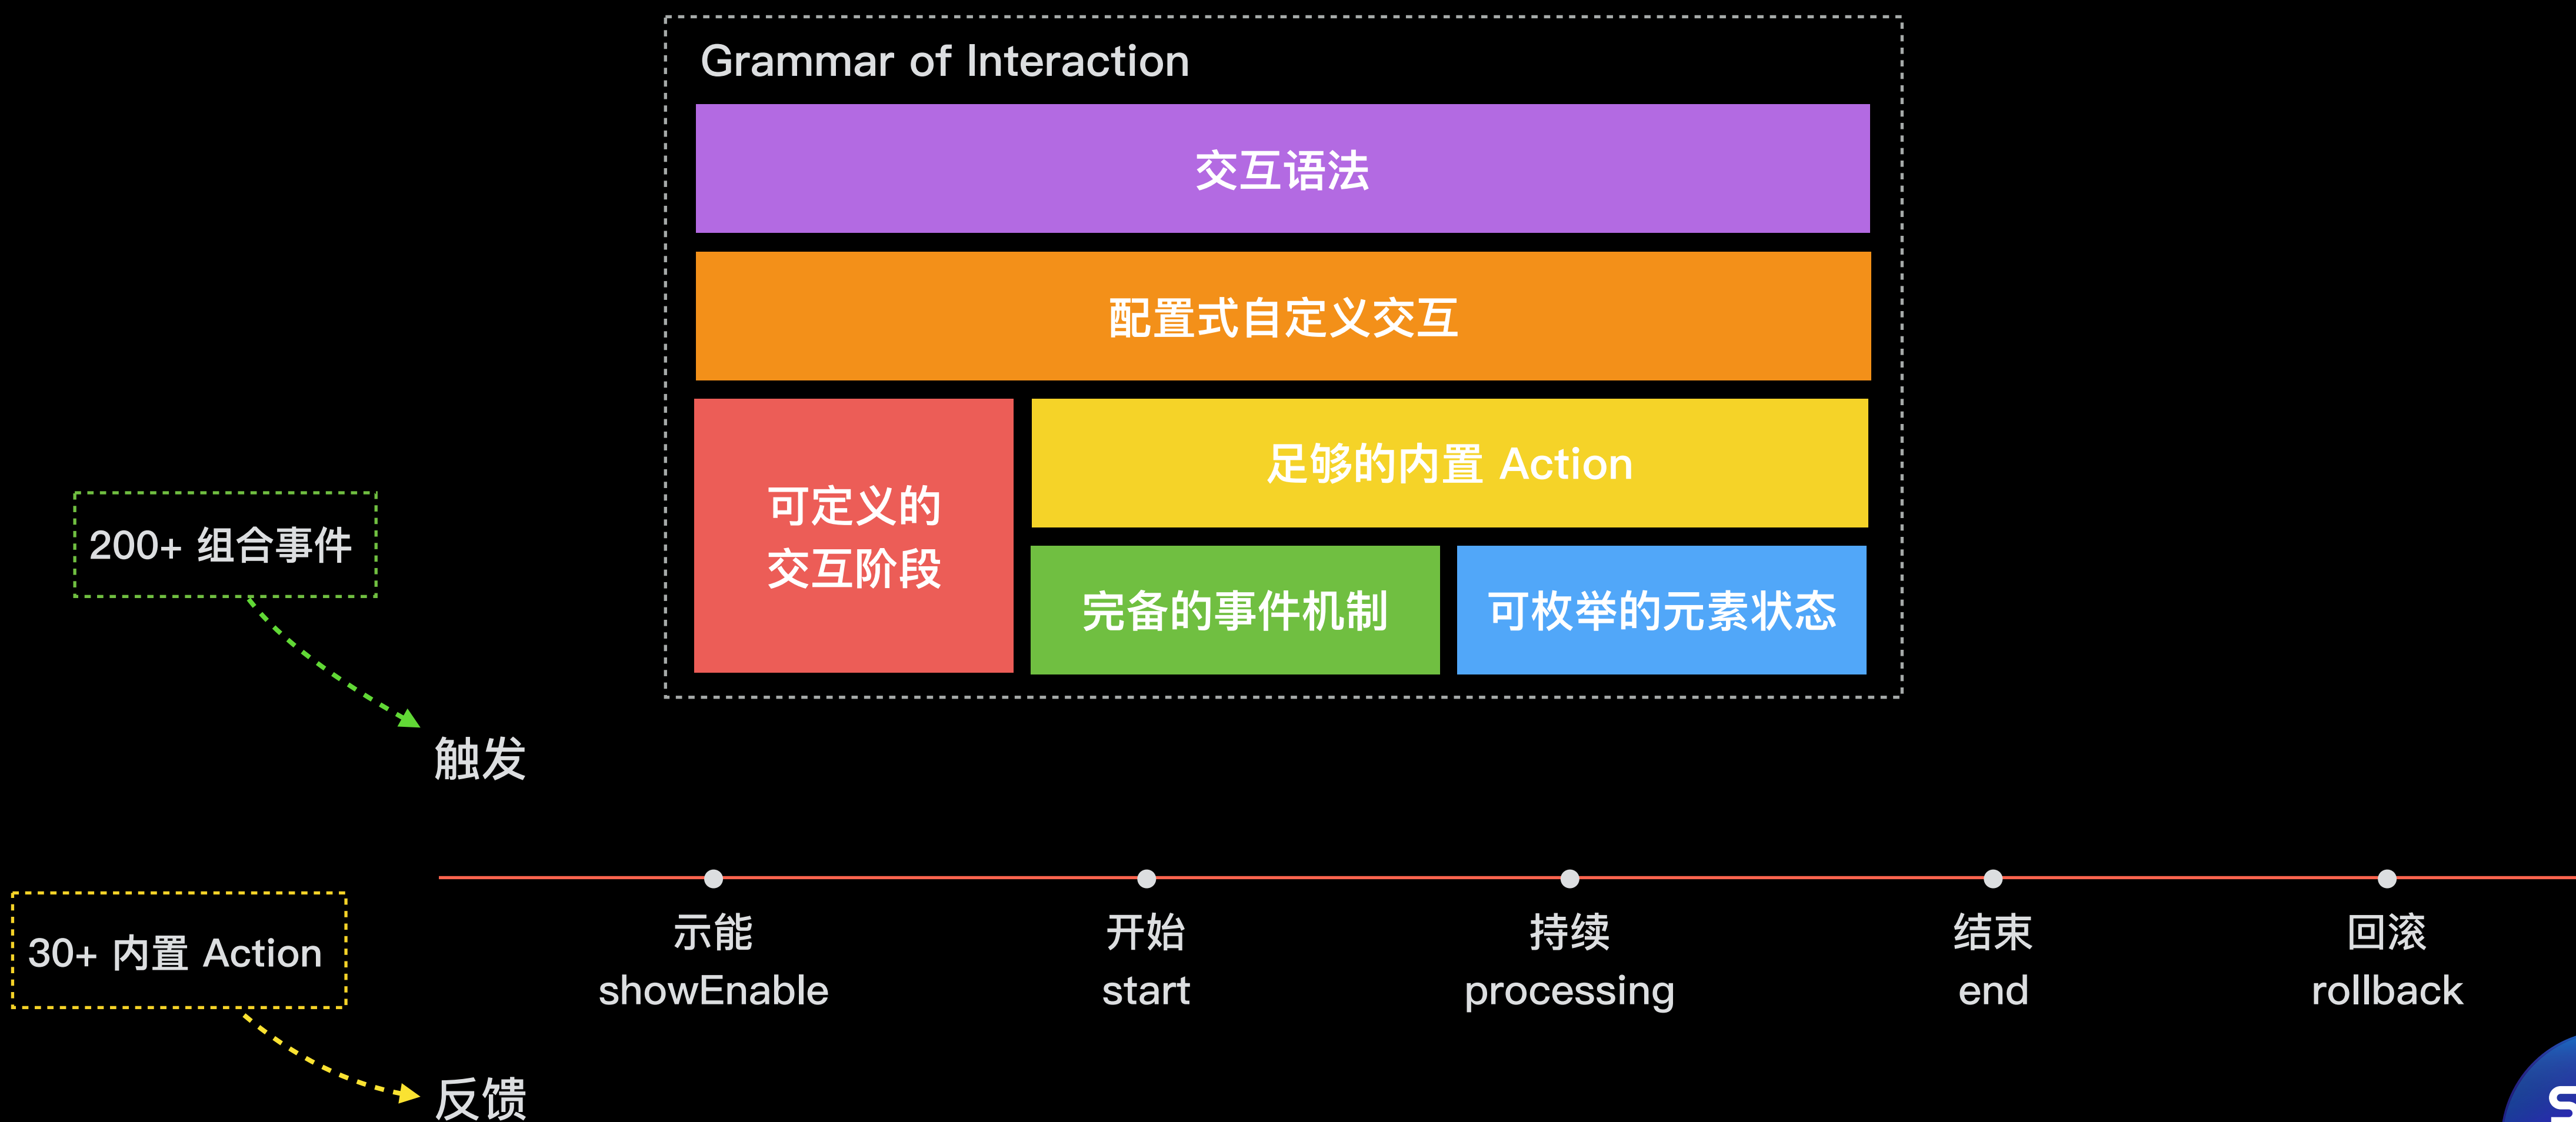 Grammar of Interaction
交互语法
配置式自定义交互
可定义的
交互阶段
足够的内置 Action
完备的事件机制
可枚举的元素状态
200+ 组合事件
触发
示能
showEnable
开始
start
持续
processing
结束
end
回滚
rollback
30+ 内置 Action
反馈